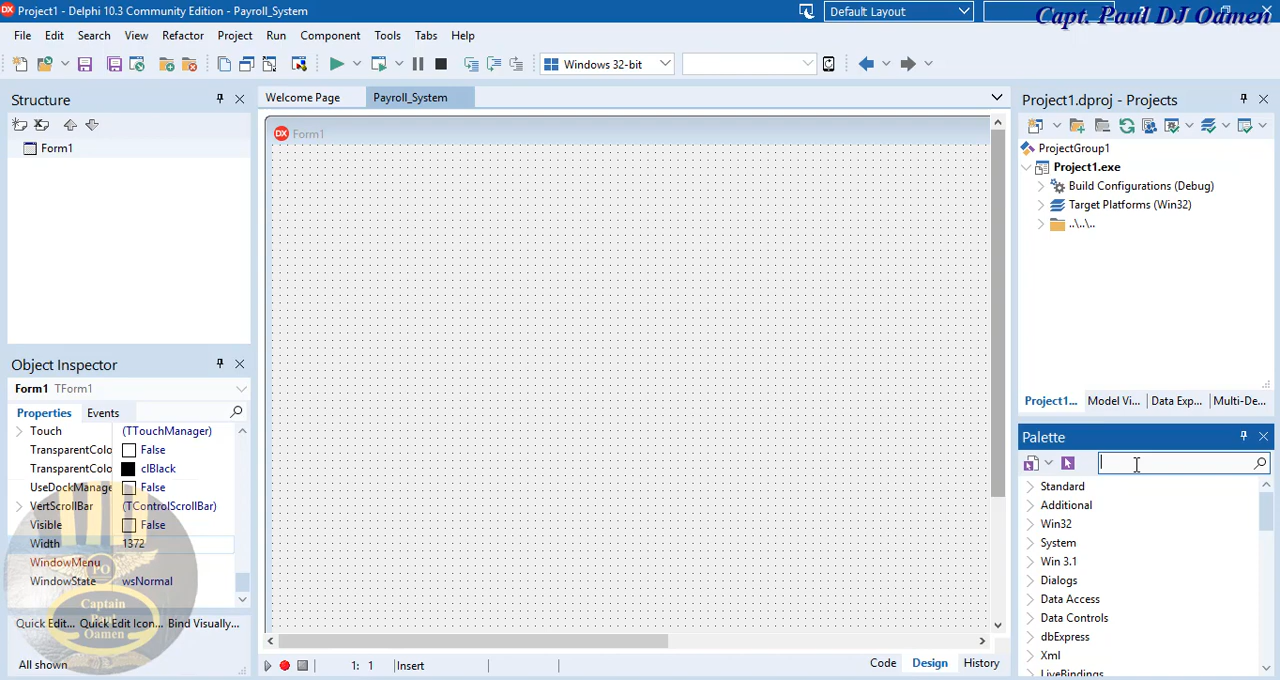 Project1 - Delphi 10.3 Community Edition - Payroll_System
Default Layout
Capt. Paul DJ Oamen
File Edit Search View Refactor Project Run Component Tools Tabs Help
Windows 32-bit
Structure
Form1
Welcome Page
Payroll_System
Form1
Project1.dproj - Projects
ProjectGroup1
Project1.exe
Build Configurations (Debug)
Target Platforms (Win32)
..\..\..
Project1... Model Vi... Data Exp... Multi-De...
Object Inspector
Form1 TForm1
Properties Events
Touch (TTouchManager)
TransparentColo False
TransparentColo clBlack
UseDockManage False
VertScrollBar (TControlScrollBar)
Visible False
Width 1372
WindowMenu
WindowState wsNormal
PO
Captain
Paul
Oamen
Quick Edit... Quick Edit Icon... Bind Visually...
All shown
1: 1 Insert
Code Design History
Palette
Standard
Additional
Win32
System
Win 3.1
Dialogs
Data Access
Data Controls
dbExpress
Xml
LiveBindings